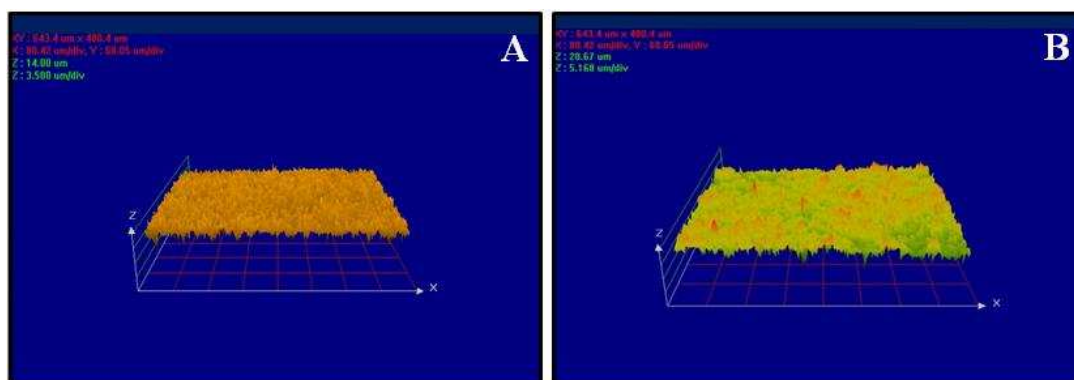 XY : 643.4 um x 480.4 um
X : 80.42 um/div, Y : 60.05 um/div
Z : 14.00 um
Z : 3.500 um/div
A
Z
X
XY : 643.4 um x 480.4 um
X : 80.42 um/div, Y : 60.05 um/div
Z : 20.67 um
Z : 5.168 um/div
B
Z
X